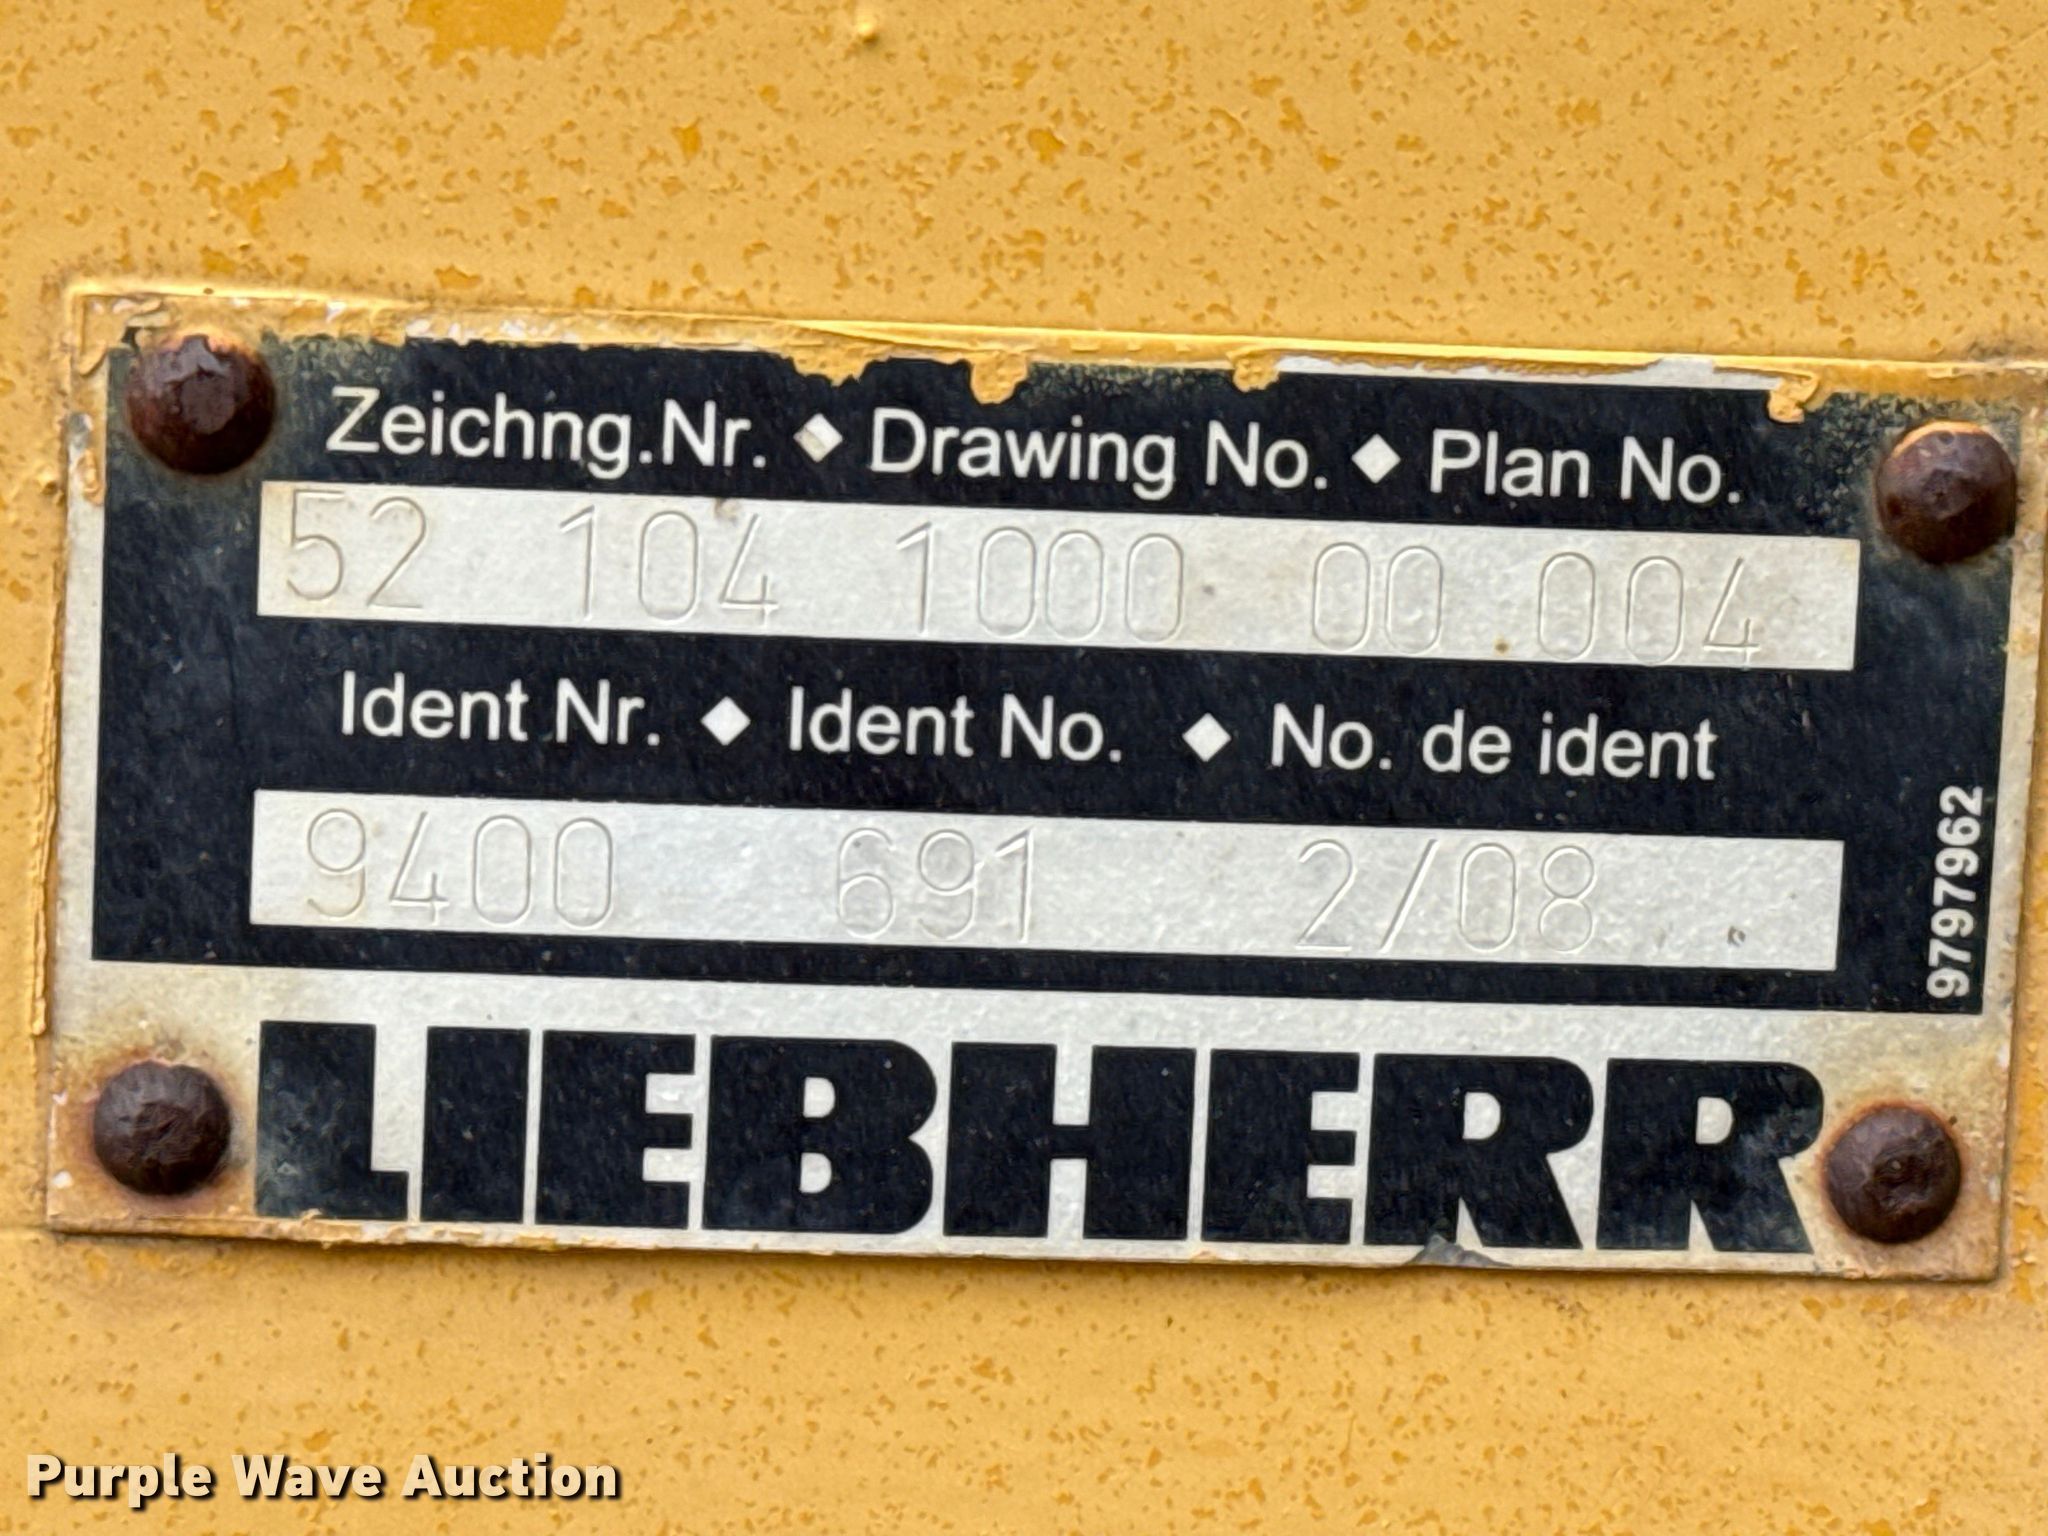 Zeichng.Nr. ◆ Drawing No. ◆ Plan No.
52 104 1000 00.004
Ident Nr. ◆ Ident No. ◆ No. de ident
9400 691 2/08
9797962
LIEBHERR
Purple Wave Auction